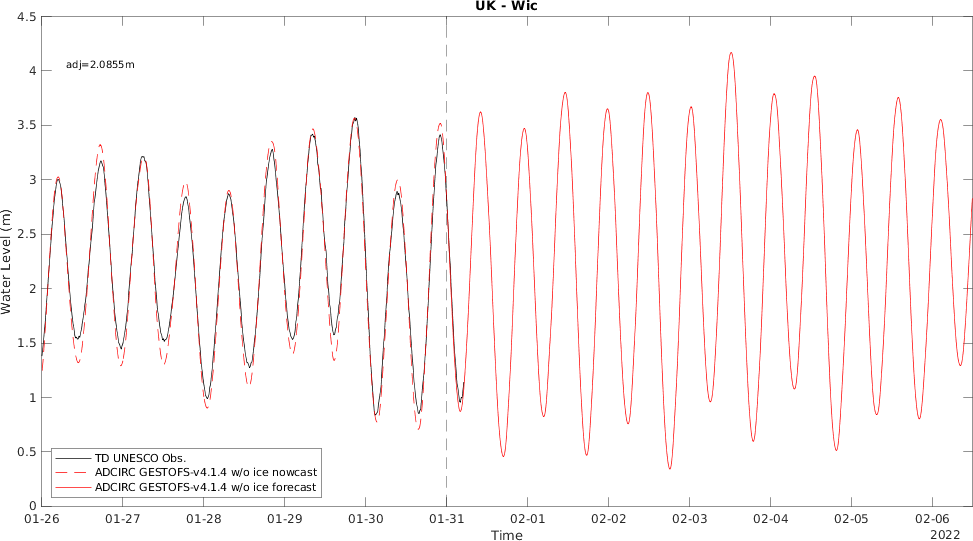 UK - Wic
4.5
4
3.5
3
2.5
2
1.5
1
0.5
0
Water Level (m)
adj=2.0855m
TD UNESCO Obs.
ADCIRC GESTOFS-v4.1.4 w/o ice nowcast
ADCIRC GESTOFS-v4.1.4 w/o ice forecast
01-26 01-27 01-28 01-29 01-30 01-31 02-01 02-02 02-03 02-04 02-05 02-06
2022
Time